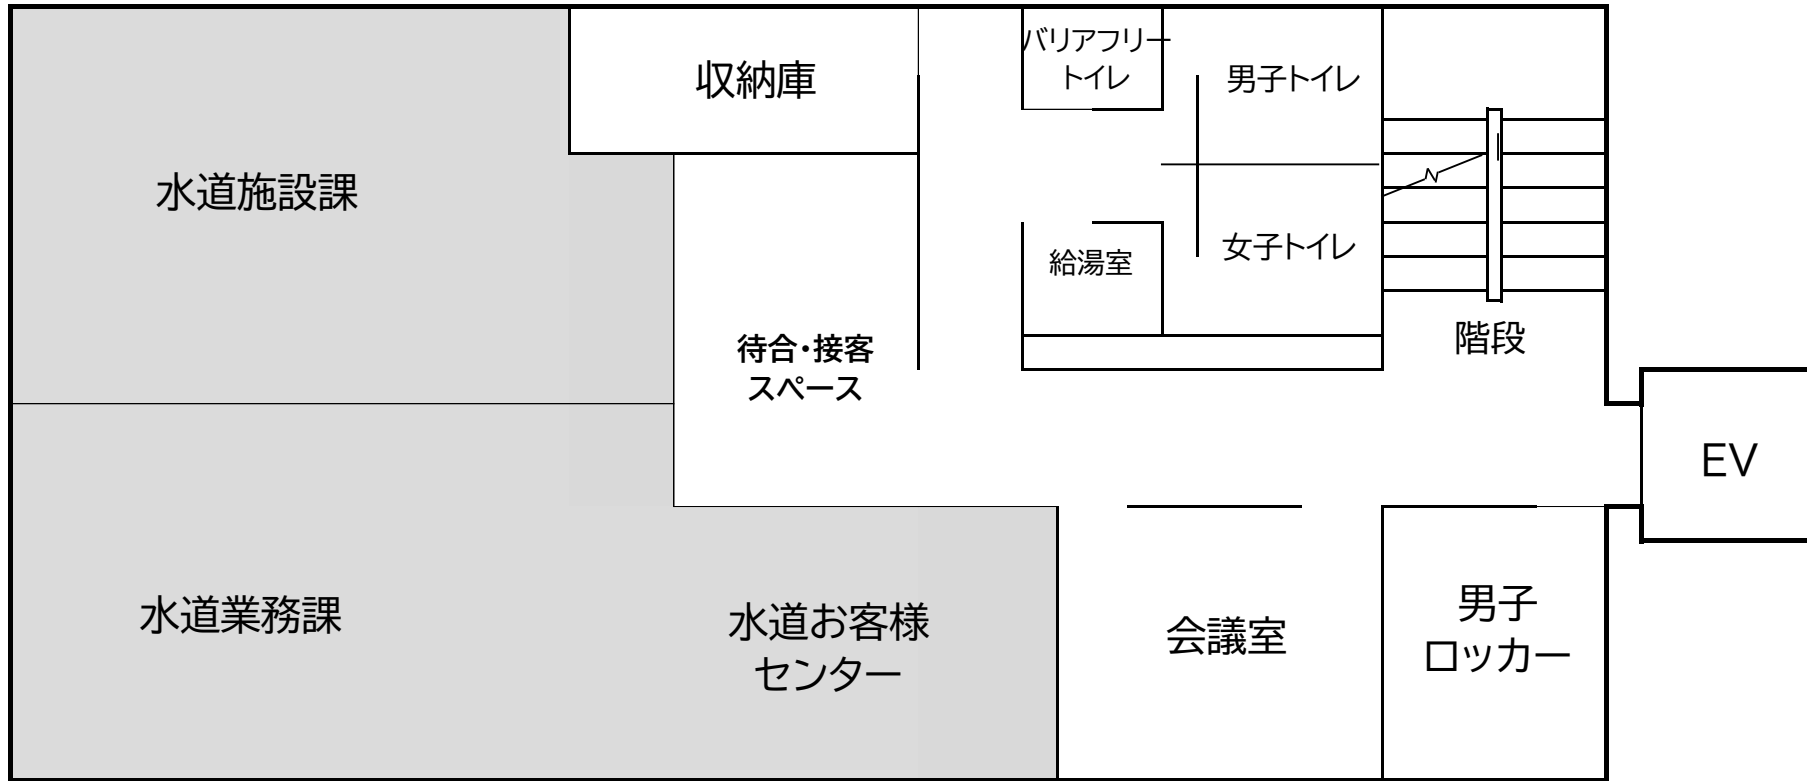 バリアフリー
トイレ
収納庫
男子トイレ
水道施設課
給湯室
女子トイレ
待合・接客
スペース
階段
EV
水道業務課
水道お客様
センター
会議室
男子
ロッカー